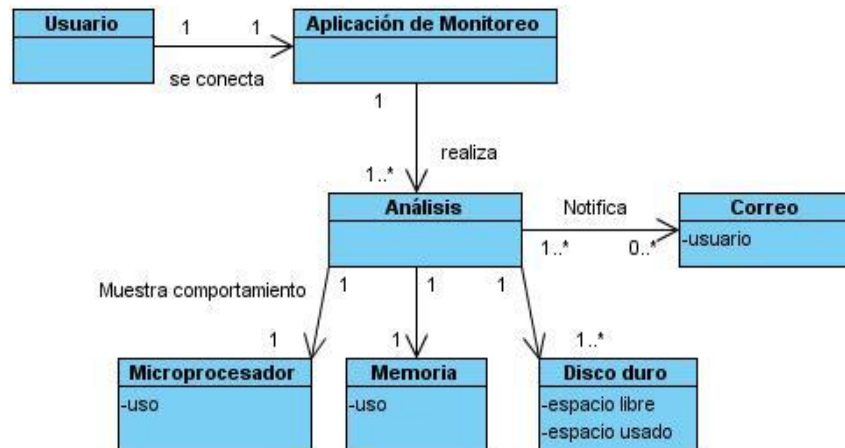 Usuario
1
1
se conecta
Aplicación de Monitoreo
1
realiza
1..*
Análisis
Notifica
1..*
0..*
Correo
-usuario
Muestra comportamiento
1
1
1
1
1
1..*
Microprocesador
-uso
Memoria
-uso
Disco duro
-espacio libre
-espacio usado